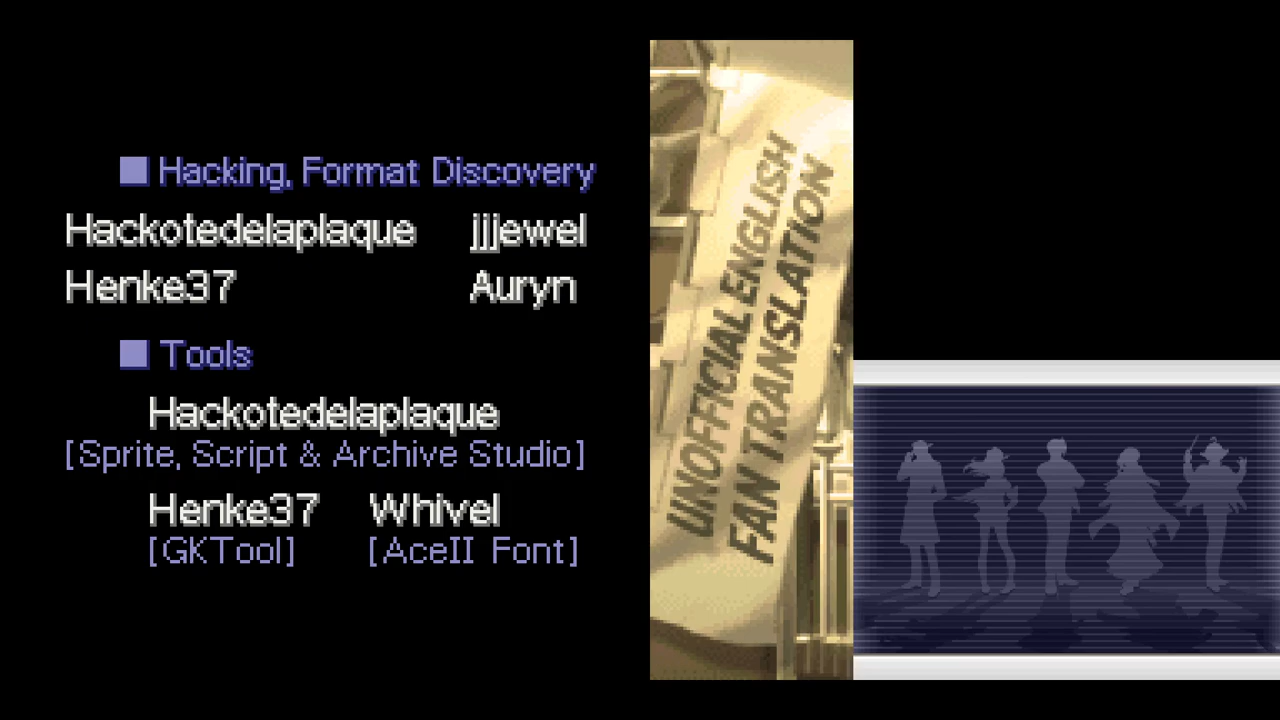 Hacking, Format Discovery
Hackotedelaplaque jjjewel
Henke37 Auryn
Tools
Hackotedelaplaque
[Sprite, Script & Archive Studio]
Henke37 Whivel
[GKTool] [AceII Font]
UNOFFICIAL ENGLISH
FAN TRANSLATION